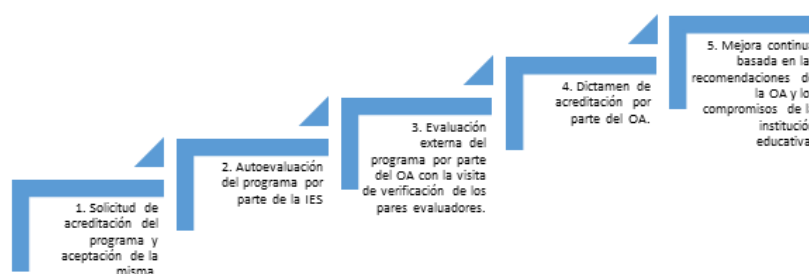 1. Solicitud de
acreditación del
programa y
aceptación de la
misma.
2. Autoevaluación
del programa por
parte de la IES
3. Evaluación
externa del
programa por parte
del OA con la visita
de verificación de los
pares evaluadores.
4. Dictamen de
acreditación por
parte del OA.
5. Mejora continu
basada en la
recomendaciones d
la OA y lo
compromisos de l
institució
educativa